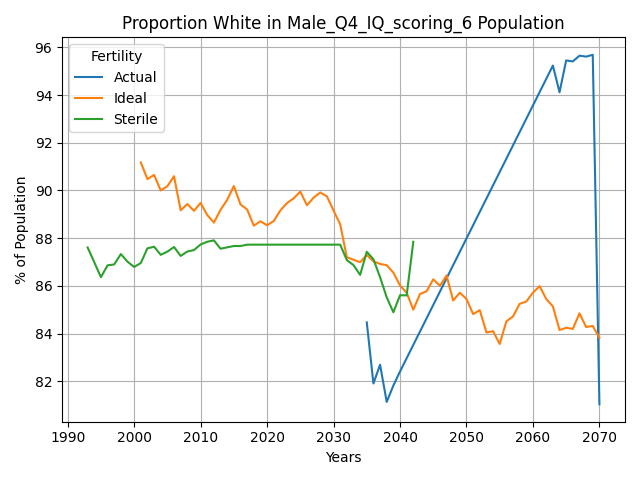 Proportion White in Male_Q4_IQ_scoring_6 Population
Fertility
Actual
Ideal
Sterile
% of Population
96
94
92
90
88
86
84
82
1990
2000
2010
2020
2030
2040
2050
2060
2070
Years